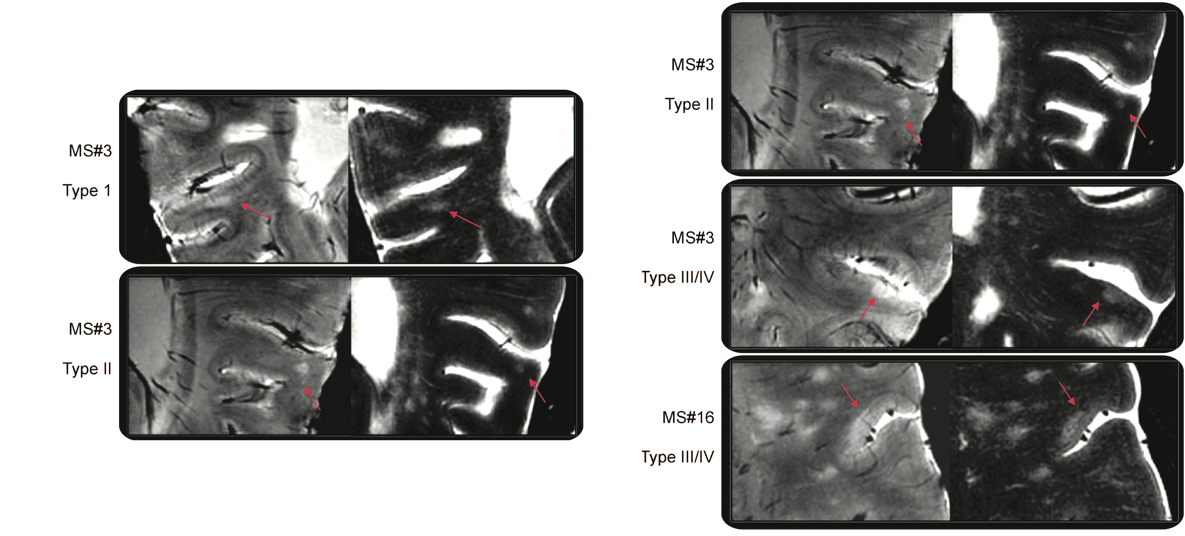 MS#3
Type 1
MS#3
Type II
MS#3
Type II
MS#3
Type III/IV
MS#16
Type III/IV